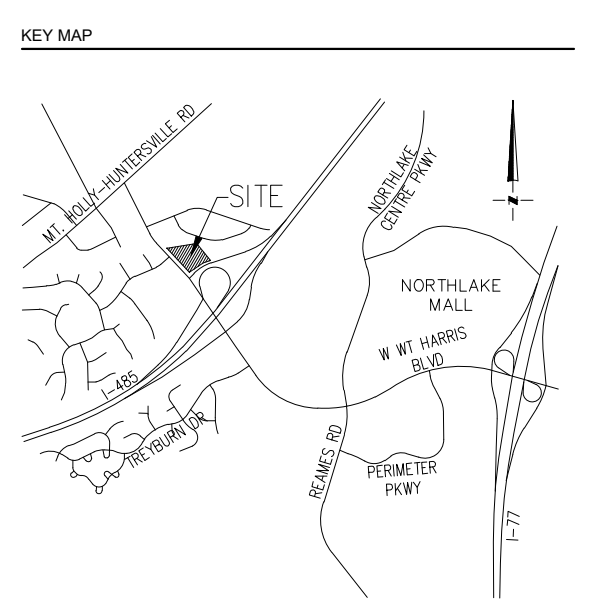 KEY MAP
MT. HOLLY-HUNTERSVILLE RD
SITE
NORTHLAKE
CENTRE PKWY
N
NORTHLAKE
MALL
W WT HARRIS
BLVD
I-485
TREYBURN DR
REAMES RD
PERIMETER
PKWY
I-77